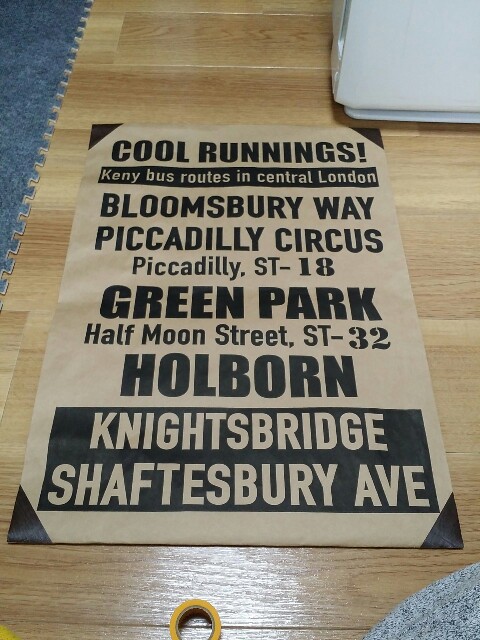 COOL RUNNINGS!
Keny bus routes in central London
BLOOMSBURY WAY
PICCADILLY CIRCUS
Piccadilly, ST-18
GREEN PARK
Half Moon Street, ST-32
HOLBORN
KNIGHTSBRIDGE
SHAFTESBURY AVE